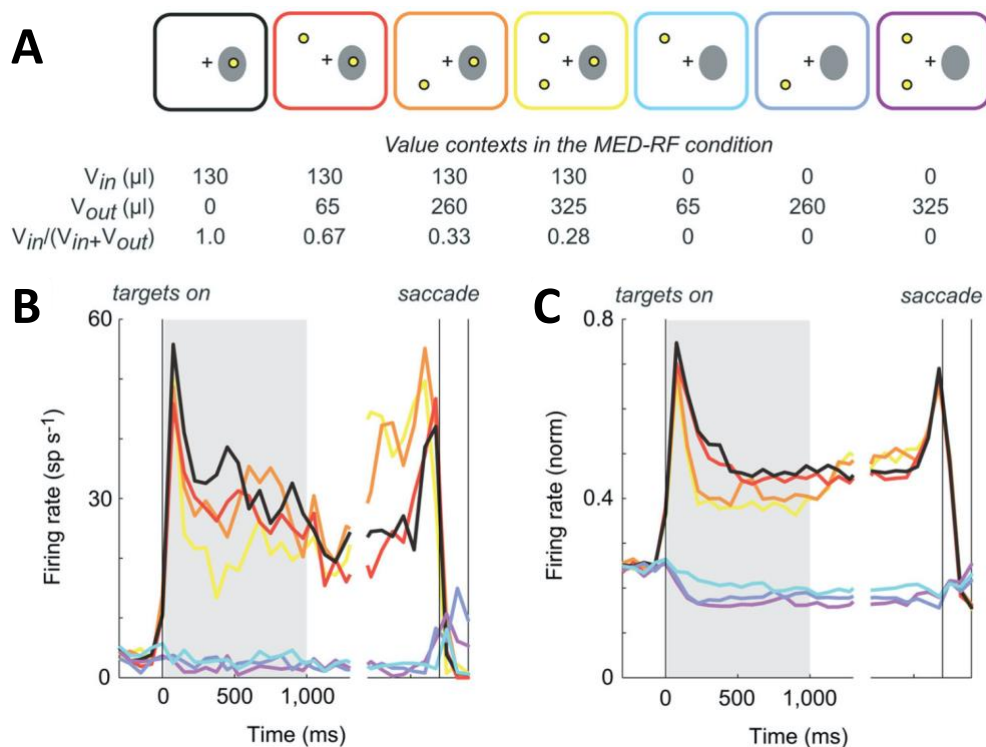 A
+ + + + + + +
Value contexts in the MED-RF condition
Vin (µl) 130 130 130 130 0 0 0
Vout (µl) 0 65 260 325 65 260 325
Vin/(Vin+Vout) 1.0 0.67 0.33 0.28 0 0 0
B targets on saccade
60
30
0
Firing rate (sp s⁻¹)
0 500 1,000
Time (ms)
C targets on saccade
0.8
0.4
0
Firing rate (norm)
0 500 1,000
Time (ms)